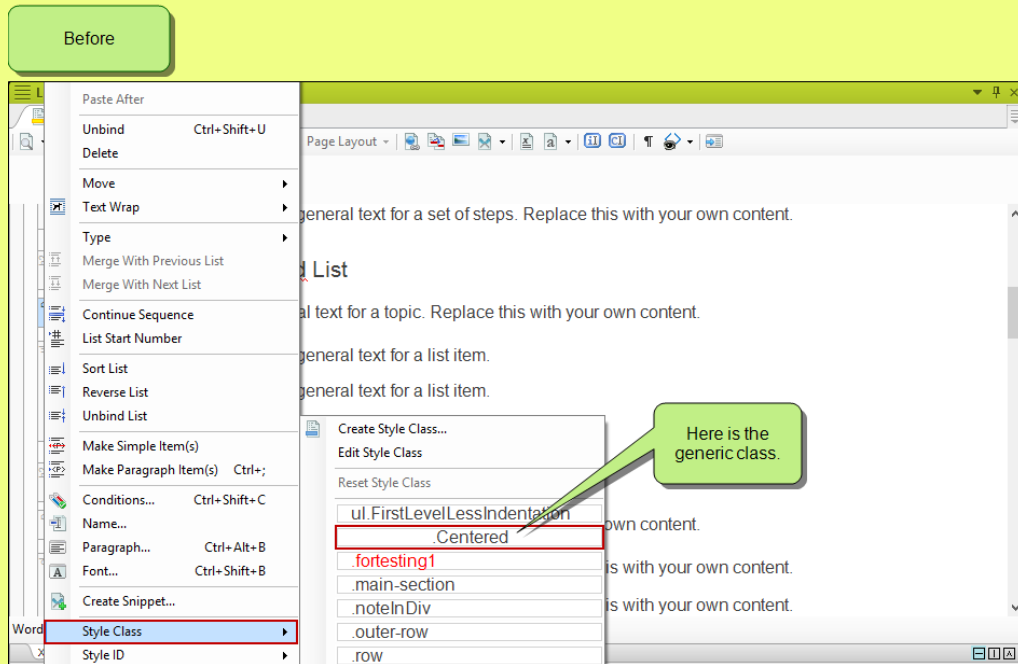 Before
L
Paste After
Unbind Ctrl+Shift+U
Delete
Move
Text Wrap
Type
Merge With Previous List
Merge With Next List
Continue Sequence
List Start Number
Sort List
Reverse List
Unbind List
Make Simple Item(s)
Make Paragraph Item(s) Ctrl+;
Conditions... Ctrl+Shift+C
Name...
Paragraph... Ctrl+Alt+B
Font... Ctrl+Shift+B
Create Snippet...
Style Class
Style ID
Page Layout
general text for a set of steps. Replace this with your own content.
d List
al text for a topic. Replace this with your own content.
general text for a list item.
general text for a list item.
Create Style Class...
Edit Style Class
Reset Style Class
ul.FirstLevelLessIndentation
.Centered
.fortesting1
.main-section
.noteInDiv
.outer-row
.row
Here is the
generic class.
own content.
is with your own content.
is with your own content.
Word